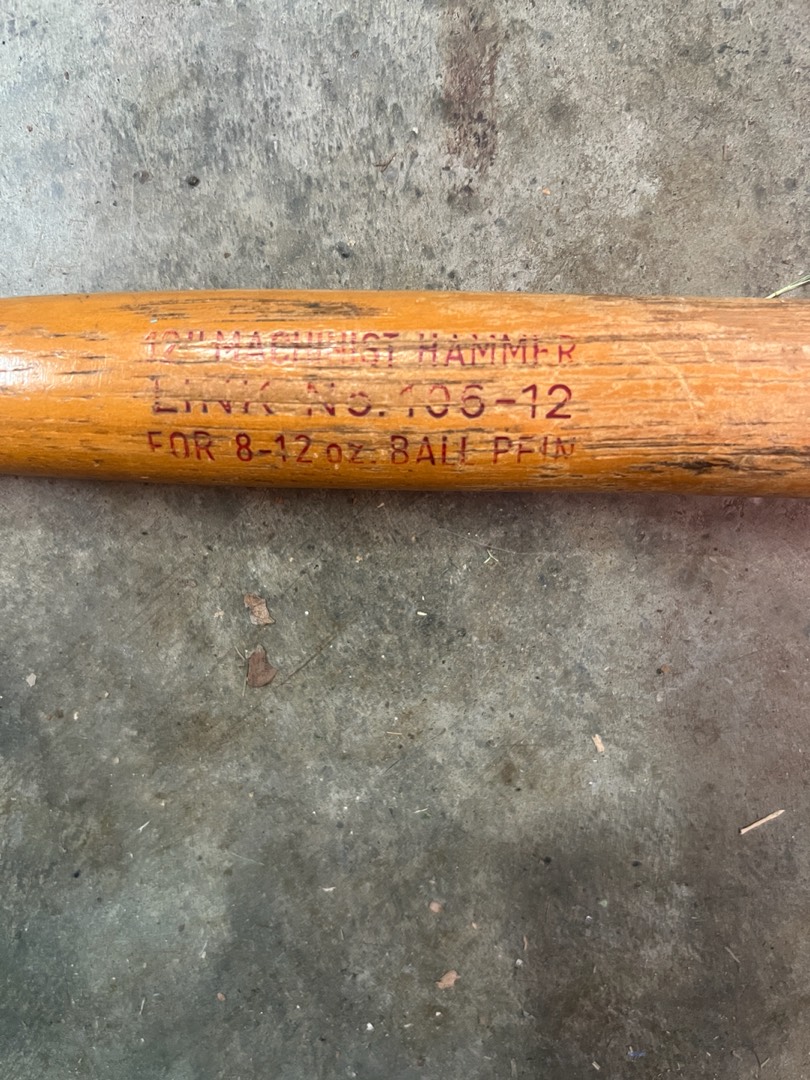 12" MACHINIST HAMMER
LINK No. 106-12
FOR 8-12 oz. BALL PEIN